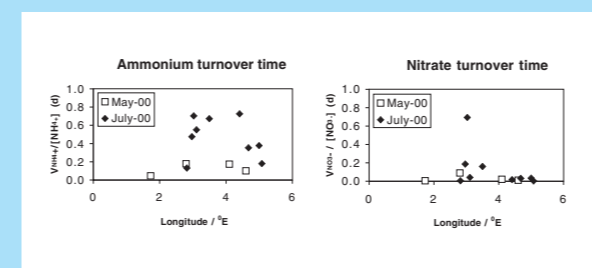 Ammonium turnover time
VNH4+/[NH4+] (d)
1.0
0.8
0.6
0.4
0.2
0.0
May-00
July-00
0 2 4 6
Longitude / °E
Nitrate turnover time
VNO3- / [NO3-] (d)
1.0
0.8
0.6
0.4
0.2
0.0
May-00
July-00
0 2 4 6
Longitude / °E